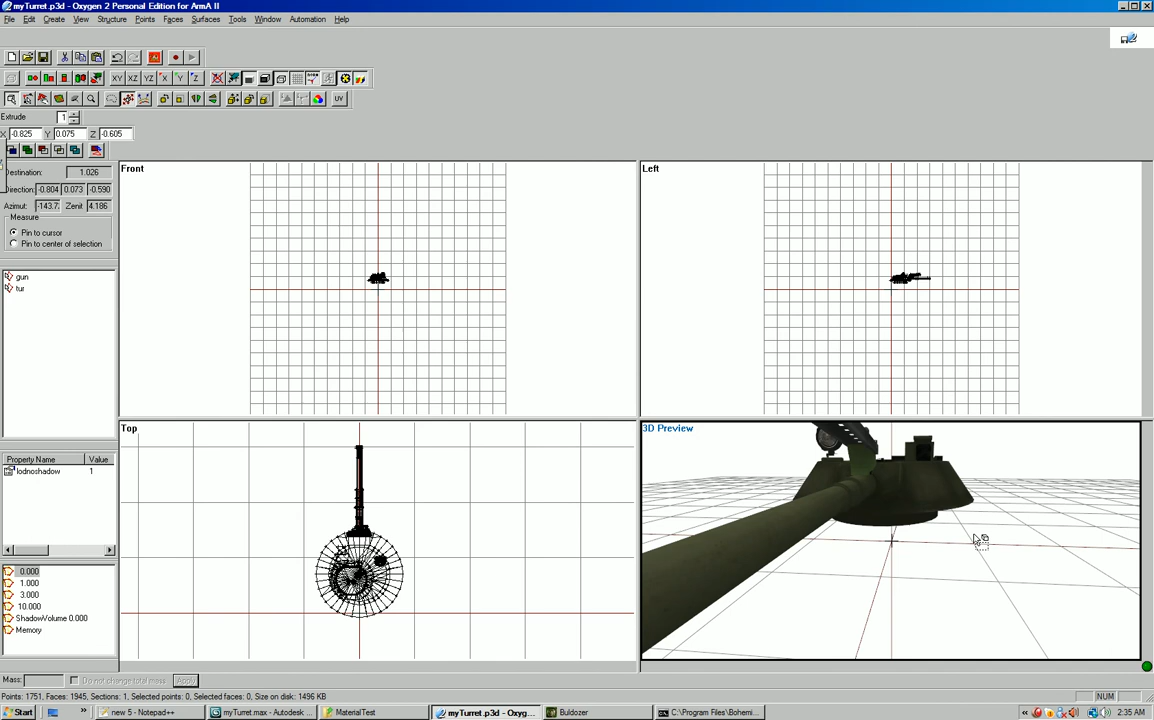 myTurret.p3d - Oxygen 2 Personal Edition for ArmA II
File Edit Create View Structure Points Faces Surfaces Tools Window Automation Help
XY XZ YZ X Y Z
UV
Extrude 1
X -0.825 Y 0.075 Z -0.605
Destination: 1.026
Direction: -0.804 0.073 -0.590
Azimut: -143.7 Zenit 4.186
Measure
Pin to cursor
Pin to center of selection
gun
tur
Property Name Value
lodnoshadow 1
0.000
1.000
3.000
10.000
ShadowVolume 0.000
Memory
Front
Left
Top
3D Preview
Mass: Do not change total mass Apply
Points: 1751, Faces: 1945, Sections: 1, Selected points: 0, Selected faces: 0, Size on disk: 1496 KB
NUM
Start » new 5 - Notepad++ myTurret.max - Autodesk ... MaterialTest myTurret.p3d - Oxyg... Buldozer C:\Program Files\Bohemi... « 2:35 AM